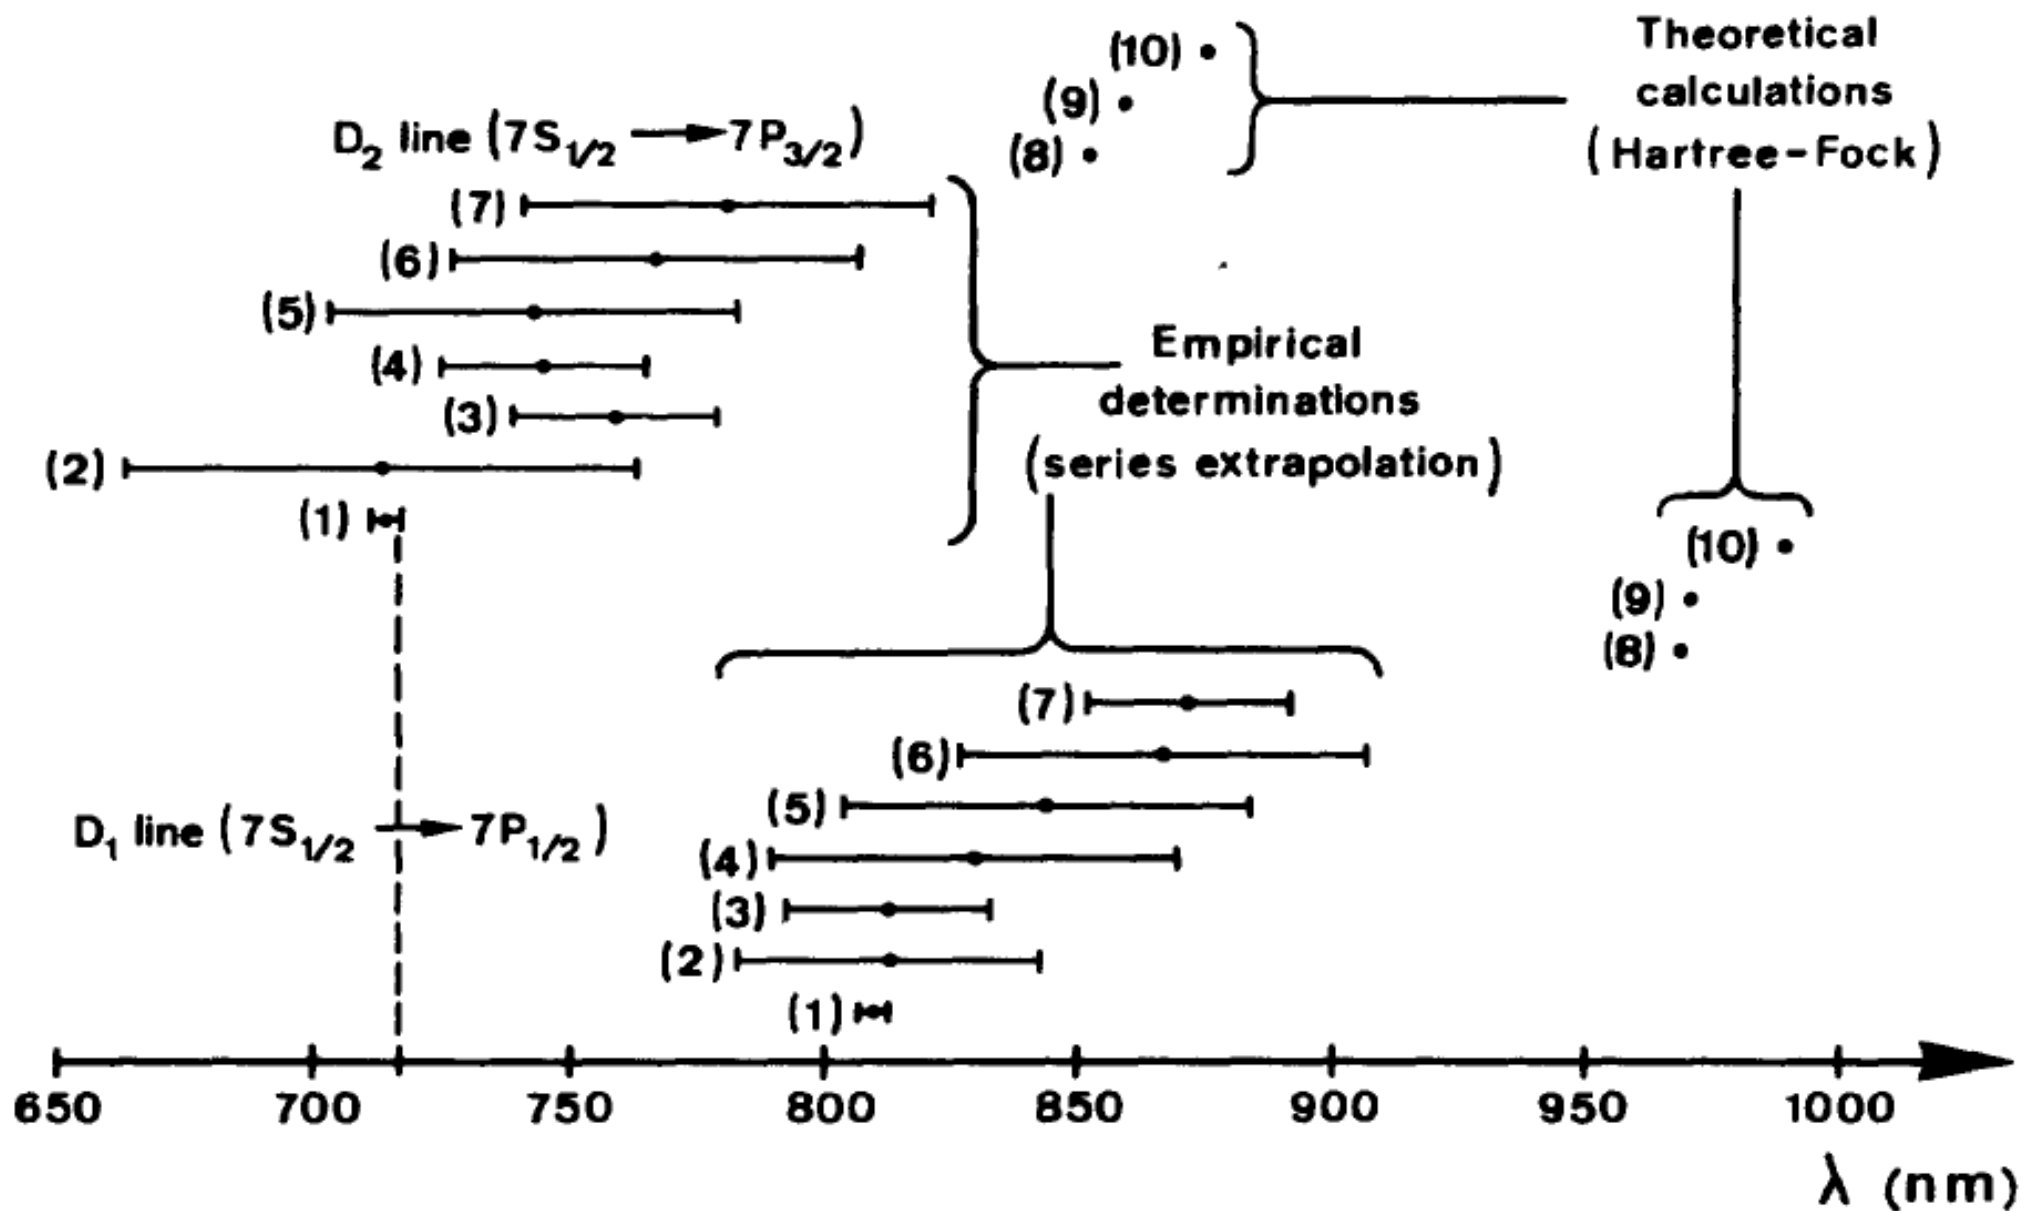 (10) •
Theoretical
calculations
(Hartree-Fock)
(9) •
(8) •
D₂ line (7S₁/₂ → 7P₃/₂)
(7)
(6)
(5)
(4)
(3)
(2)
(1)
Empirical
determinations
(series extrapolation)
(10) •
(9) •
(8) •
(7)
(6)
(5)
(4)
(3)
(2)
(1)
D₁ line (7S₁/₂ → 7P₁/₂)
650 700 750 800 850 900 950 1000
λ (nm)